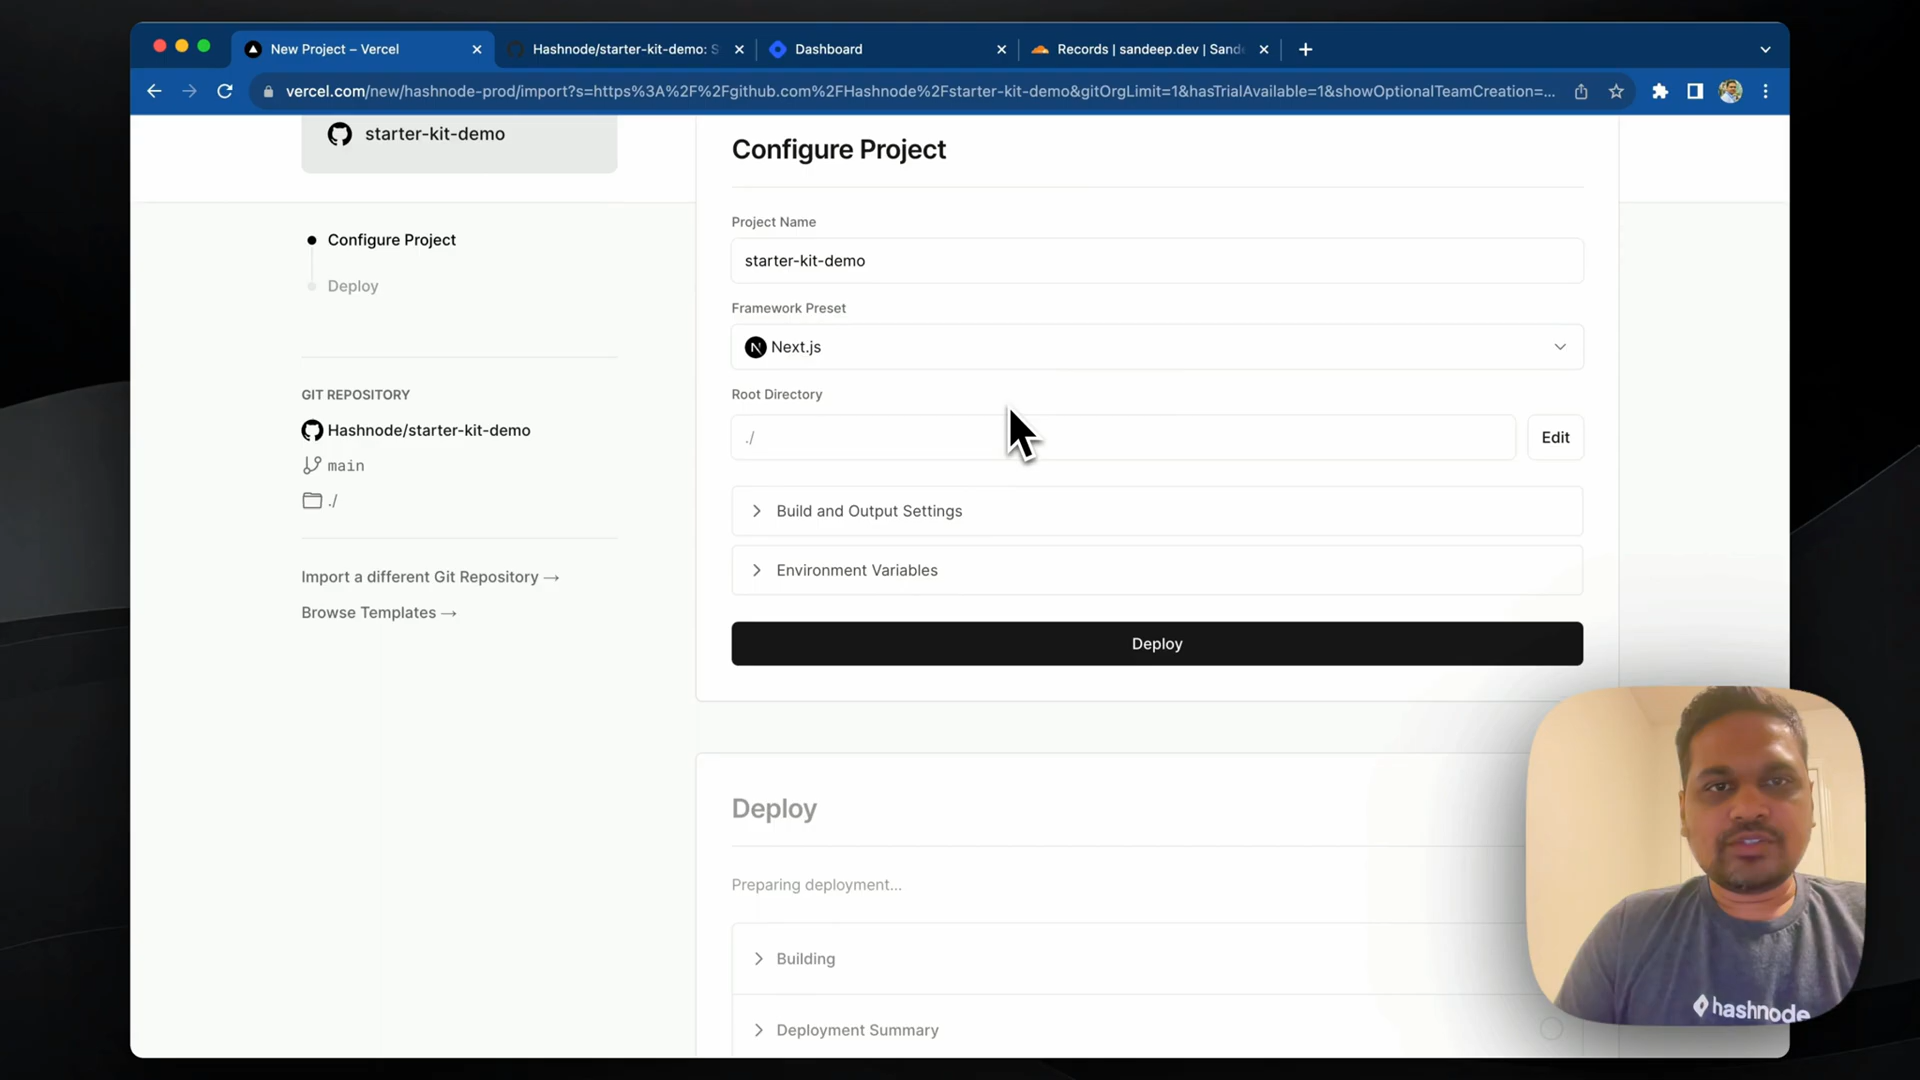 New Project – Vercel
Hashnode/starter-kit-demo: S
Dashboard
Records | sandeep.dev | Sand
vercel.com/new/hashnode-prod/import?s=https%3A%2F%2Fgithub.com%2FHashnode%2Fstarter-kit-demo&gitOrgLimit=1&hasTrialAvailable=1&showOptionalTeamCreation=...
starter-kit-demo
Configure Project
Deploy
GIT REPOSITORY
Hashnode/starter-kit-demo
main
./
Import a different Git Repository →
Browse Templates →
Configure Project
Project Name
starter-kit-demo
Framework Preset
N Next.js
Root Directory
./
Edit
Build and Output Settings
Environment Variables
Deploy
Deploy
Preparing deployment...
Building
Deployment Summary
hashnode